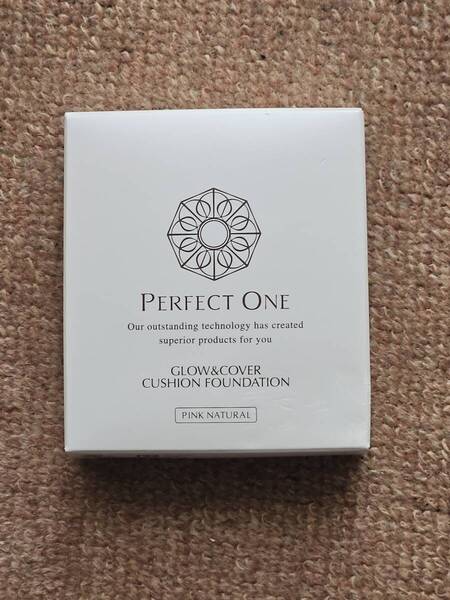 PERFECT ONE
Our outstanding technology has created
superior products for you
GLOW&COVER
CUSHION FOUNDATION
PINK NATURAL